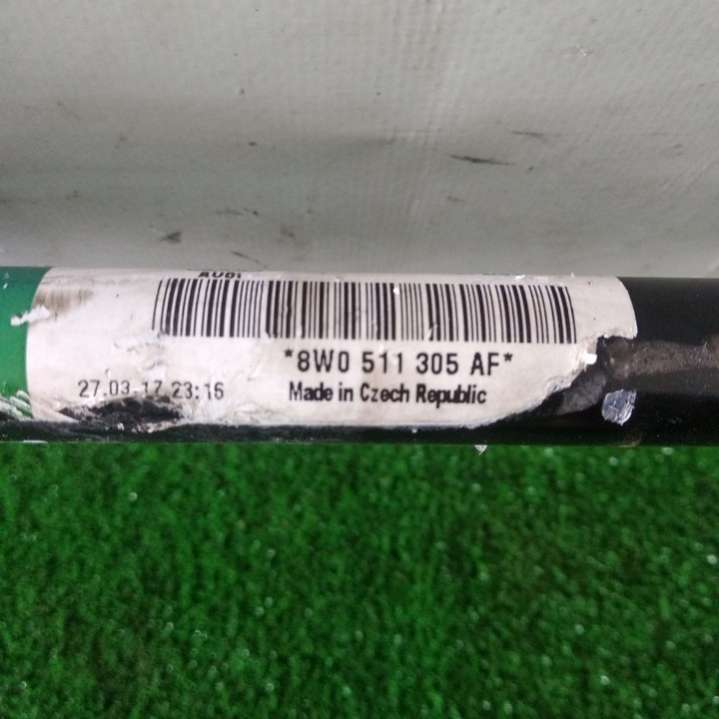 AUDI
*8W0 511 305 AF*
27.03-17 23:16
Made in Czech Republic